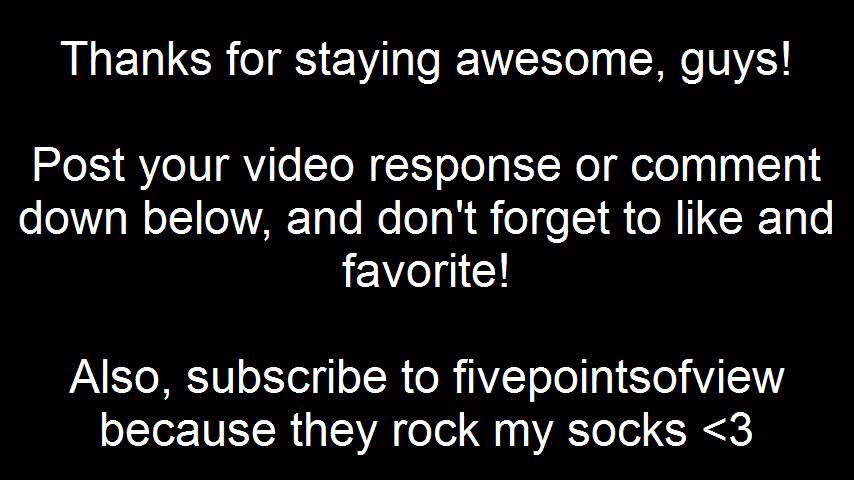 Thanks for staying awesome, guys!
Post your video response or comment
down below, and don't forget to like and
favorite!
Also, subscribe to fivepointsofview
because they rock my socks <3